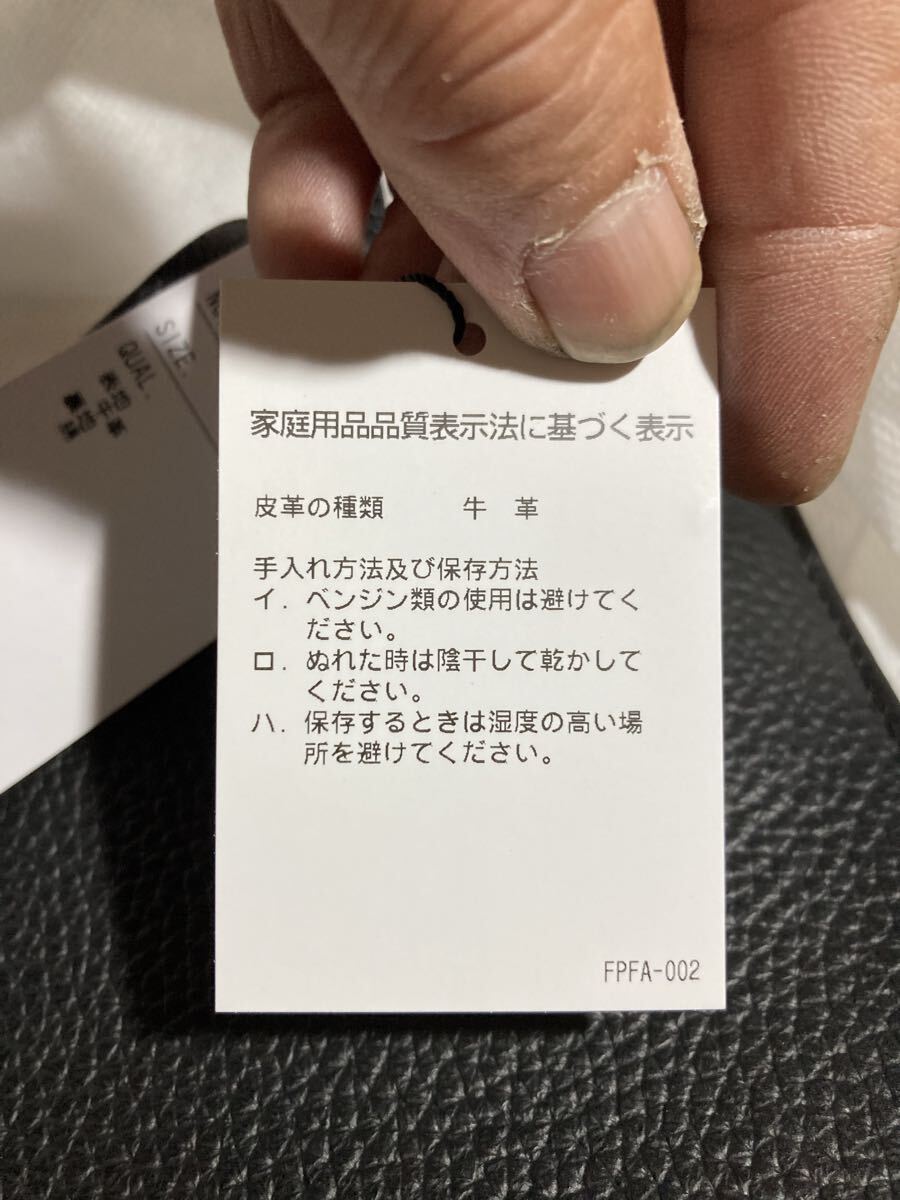 家庭用品品質表示法に基づく表示
皮革の種類　　　牛　革
手入れ方法及び保存方法
イ．ベンジン類の使用は避けてく
ださい。
ロ．ぬれた時は陰干して乾かして
ください。
ハ．保存するときは湿度の高い場
所を避けてください。
FPFA-002
SIZE.
QUAL.